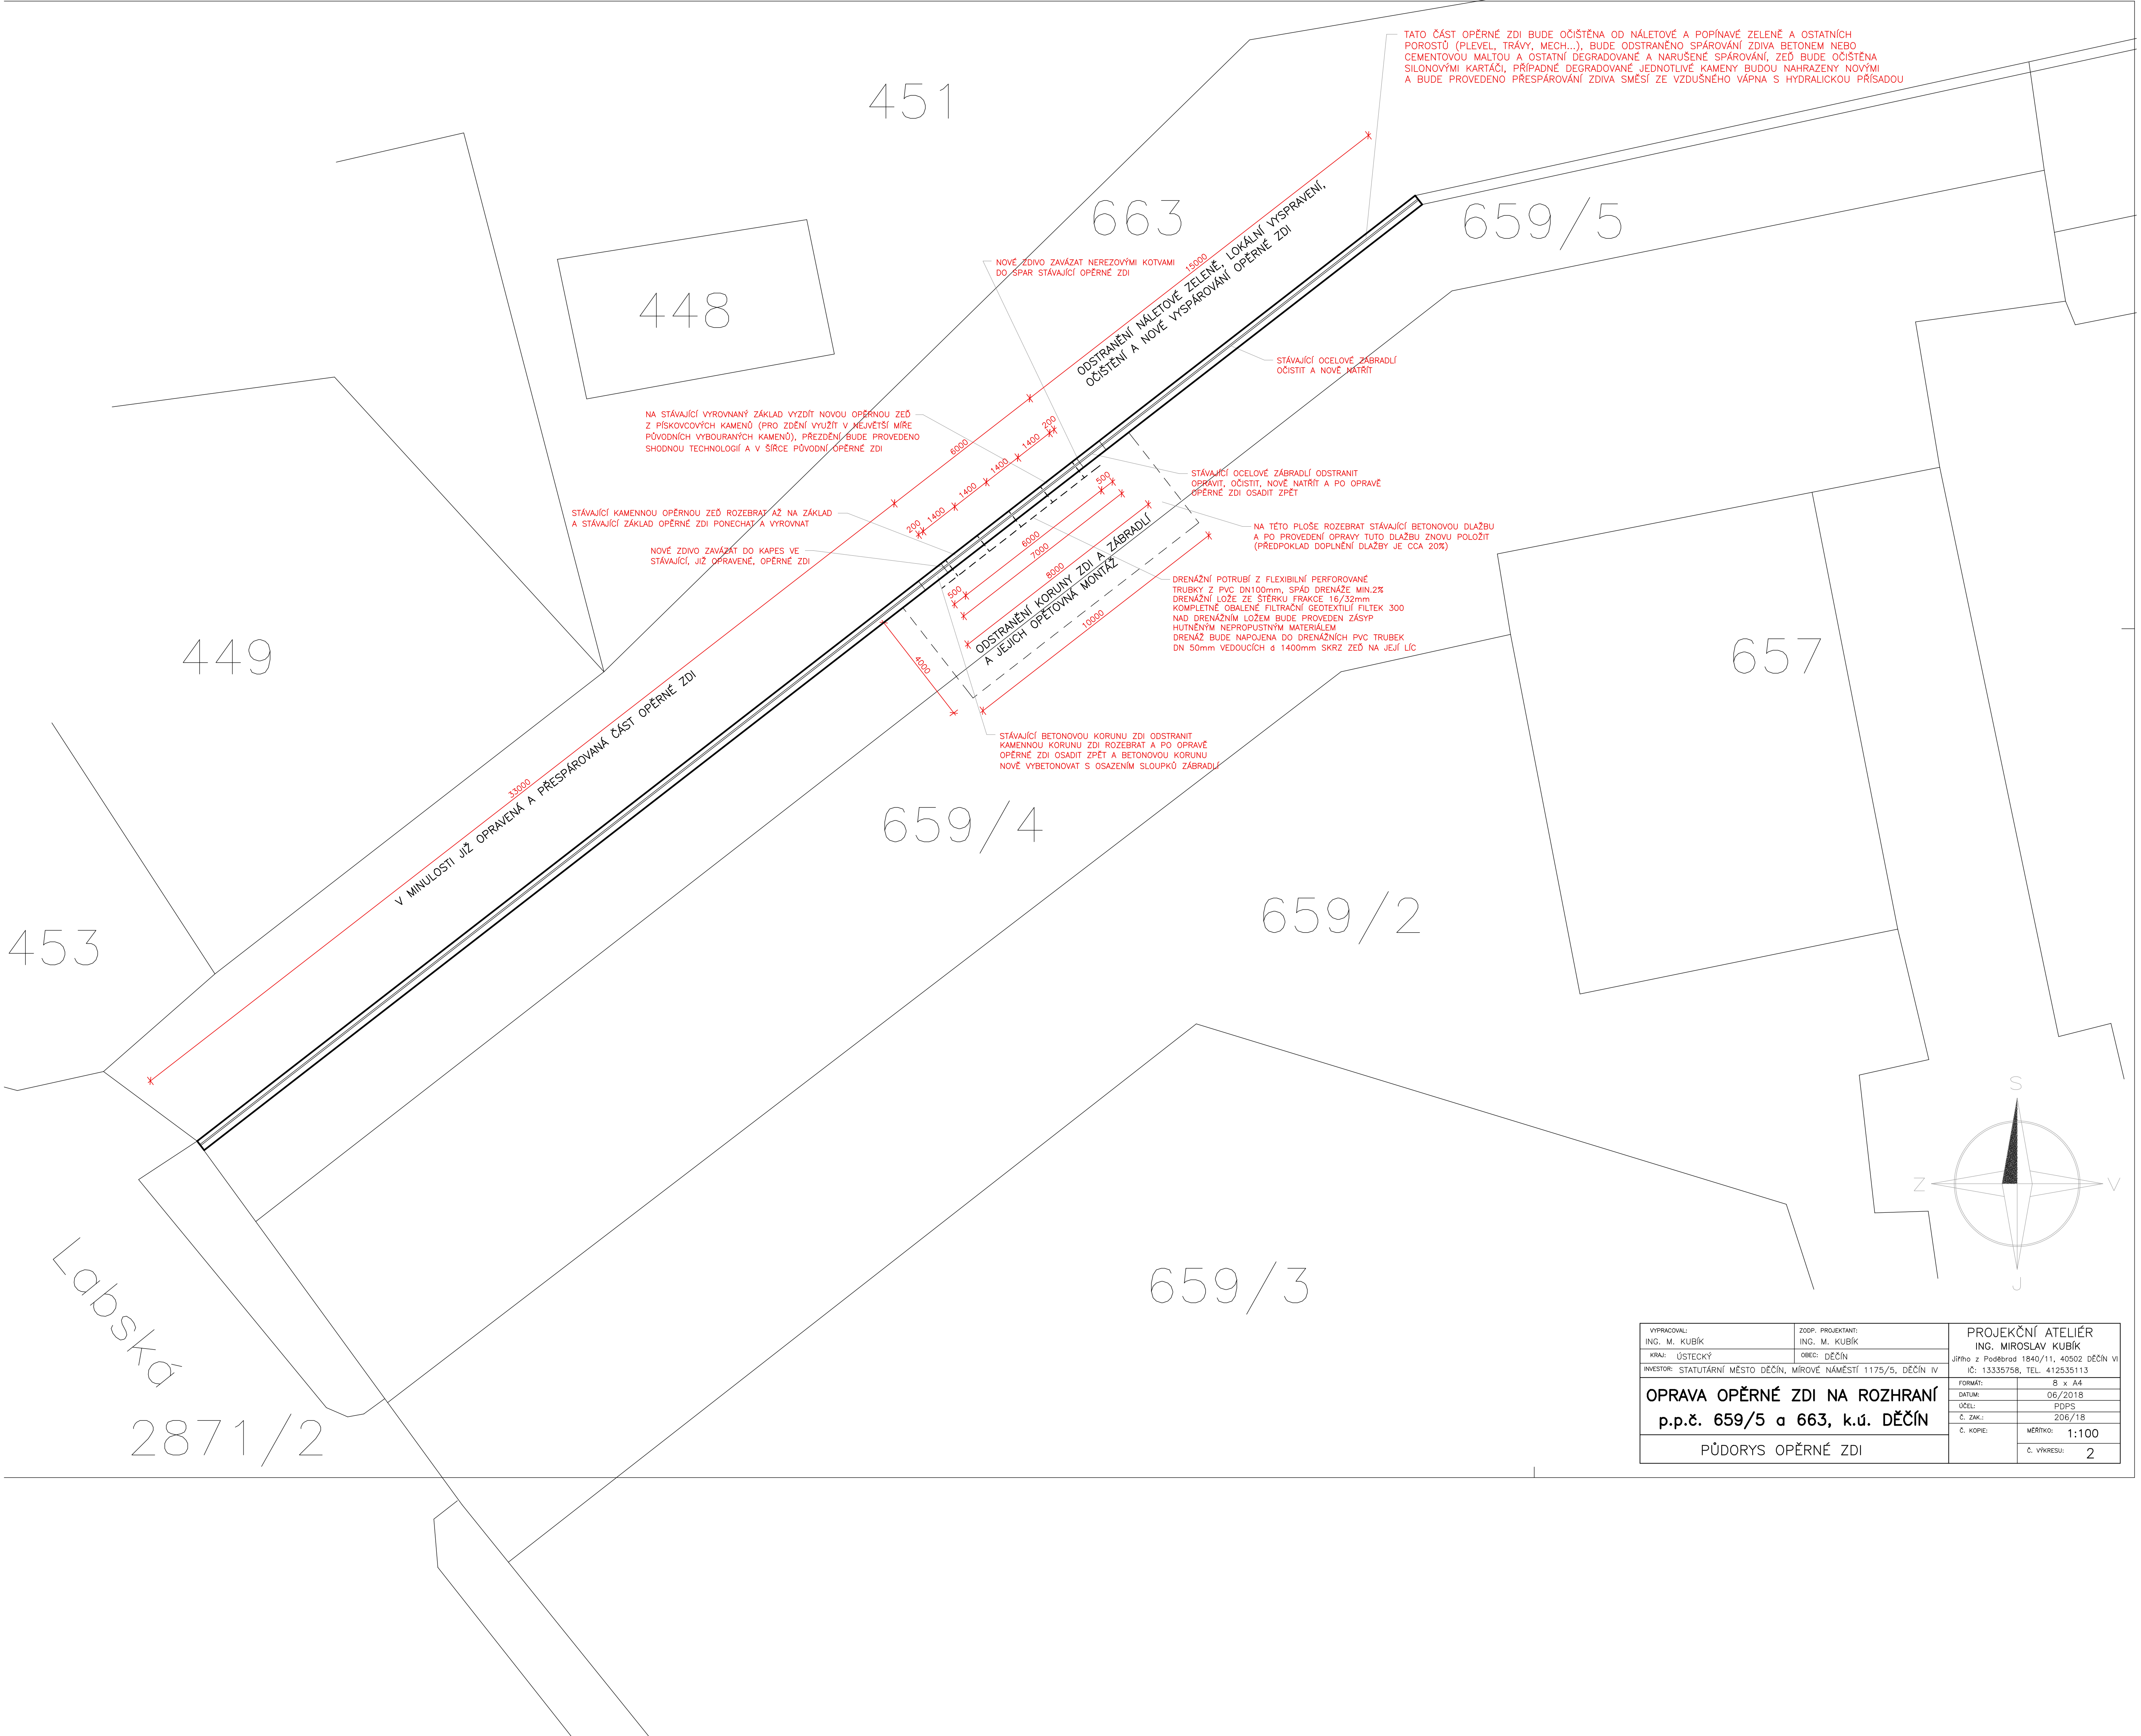 TATO ČÁST OPĚRNÉ ZDI BUDE OČIŠTĚNA OD NÁLETOVÉ A POPÍNAVÉ ZELENĚ A OSTATNÍCH
POROSTŮ (PLEVEL, TRÁVY, MECH...), BUDE ODSTRANĚNO SPÁROVÁNÍ ZDIVA BETONEM NEBO
CEMENTOVOU MALTOU A OSTATNÍ DEGRADOVANÉ A NARUŠENÉ SPÁROVÁNÍ, ZEĎ BUDE OČIŠTĚNA
SILONOVÝMI KARTÁČI, PŘÍPADNÉ DEGRADOVANÉ JEDNOTLIVÉ KAMENY BUDOU NAHRAZENY NOVÝMI
A BUDE PROVEDENO PŘESPÁROVÁNÍ ZDIVA SMĚSÍ ZE VZDUŠNÉHO VÁPNA S HYDRALICKOU PŘÍSADOU
451
663
659/5
448
NOVÉ ZDIVO ZAVÁZAT NEREZOVÝMI KOTVAMI
DO SPAR STÁVAJÍCÍ OPĚRNÉ ZDI
15000
ODSTRANĚNÍ NÁLETOVÉ ZELENĚ, LOKÁLNÍ VYSPRAVENÍ,
OČIŠTĚNÍ A NOVÉ VYSPÁROVÁNÍ OPĚRNÉ ZDI
STÁVAJÍCÍ OCELOVÉ ZÁBRADLÍ
OČISTIT A NOVĚ NATŘÍT
NA STÁVAJÍCÍ VYROVNANÝ ZÁKLAD VYZDÍT NOVOU OPĚRNOU ZEĎ
Z PÍSKOVCOVÝCH KAMENŮ (PRO ZDĚNÍ VYUŽÍT V NEJVĚTŠÍ MÍŘE
PŮVODNÍCH VYBOURANÝCH KAMENŮ), PŘEZDĚNÍ BUDE PROVEDENO
SHODNOU TECHNOLOGIÍ A V ŠÍŘCE PŮVODNÍ OPĚRNÉ ZDI
6000
200
1400
1400
1400
1400
200
STÁVAJÍCÍ OCELOVÉ ZÁBRADLÍ ODSTRANIT
OPRAVIT, OČISTIT, NOVĚ NATŘÍT A PO OPRAVĚ
OPĚRNÉ ZDI OSADIT ZPĚT
STÁVAJÍCÍ KAMENNOU OPĚRNOU ZEĎ ROZEBRAT AŽ NA ZÁKLAD
A STÁVAJÍCÍ ZÁKLAD OPĚRNÉ ZDI PONECHAT A VYROVNAT
NOVÉ ZDIVO ZAVÁZAT DO KAPES VE
STÁVAJÍCÍ, JIŽ OPRAVENÉ, OPĚRNÉ ZDI
NA TÉTO PLOŠE ROZEBRAT STÁVAJÍCÍ BETONOVOU DLAŽBU
A PO PROVEDENÍ OPRAVY TUTO DLAŽBU ZNOVU POLOŽIT
(PŘEDPOKLAD DOPLNĚNÍ DLAŽBY JE CCA 20%)
500
6000
500
7000
8000
ODSTRANĚNÍ KORUNY ZDI A ZÁBRADLÍ
A JEJICH OPĚTOVNÁ MONTÁŽ
10000
4000
DRENÁŽNÍ POTRUBÍ Z FLEXIBILNÍ PERFOROVANÉ
TRUBKY Z PVC DN100mm, SPÁD DRENÁŽE MIN.2%
DRENÁŽNÍ LOŽE ZE ŠTĚRKU FRAKCE 16/32mm
KOMPLETNĚ OBALENÉ FILTRAČNÍ GEOTEXTILIÍ FILTEK 300
NAD DRENÁŽNÍM LOŽEM BUDE PROVEDEN ZÁSYP
HUTNĚNÝM NEPROPUSTNÝM MATERIÁLEM
DRENÁŽ BUDE NAPOJENA DO DRENÁŽNÍCH PVC TRUBEK
DN 50mm VEDOUCÍCH á 1400mm SKRZ ZEĎ NA JEJÍ LÍC
449
657
STÁVAJÍCÍ BETONOVOU KORUNU ZDI ODSTRANIT
KAMENNOU KORUNU ZDI ROZEBRAT A PO OPRAVĚ
OPĚRNÉ ZDI OSADIT ZPĚT A BETONOVOU KORUNU
NOVĚ VYBETONOVAT S OSAZENÍM SLOUPKŮ ZÁBRADLÍ
33000
V MINULOSTI JIŽ OPRAVENÁ A PŘESPÁROVANÁ ČÁST OPĚRNÉ ZDI
659/4
659/2
453
659/3
Labská
2871/2
S
Z
V
J
VYPRACOVAL:
ING. M. KUBÍK
ZODP. PROJEKTANT:
ING. M. KUBÍK
KRAJ: ÚSTECKÝ
OBEC: DĚČÍN
INVESTOR: STATUTÁRNÍ MĚSTO DĚČÍN, MÍROVÉ NÁMĚSTÍ 1175/5, DĚČÍN IV
PROJEKČNÍ ATELIÉR
ING. MIROSLAV KUBÍK
Jiřího z Poděbrad 1840/11, 40502 DĚČÍN VI
IČ: 13335758, TEL. 412535113
OPRAVA OPĚRNÉ ZDI NA ROZHRANÍ
p.p.č. 659/5 a 663, k.ú. DĚČÍN
PŮDORYS OPĚRNÉ ZDI
FORMÁT: 8 x A4
DATUM: 06/2018
ÚČEL: PDPS
Č. ZAK.: 206/18
Č. KOPIE:
MĚŘÍTKO: 1:100
Č. VÝKRESU: 2